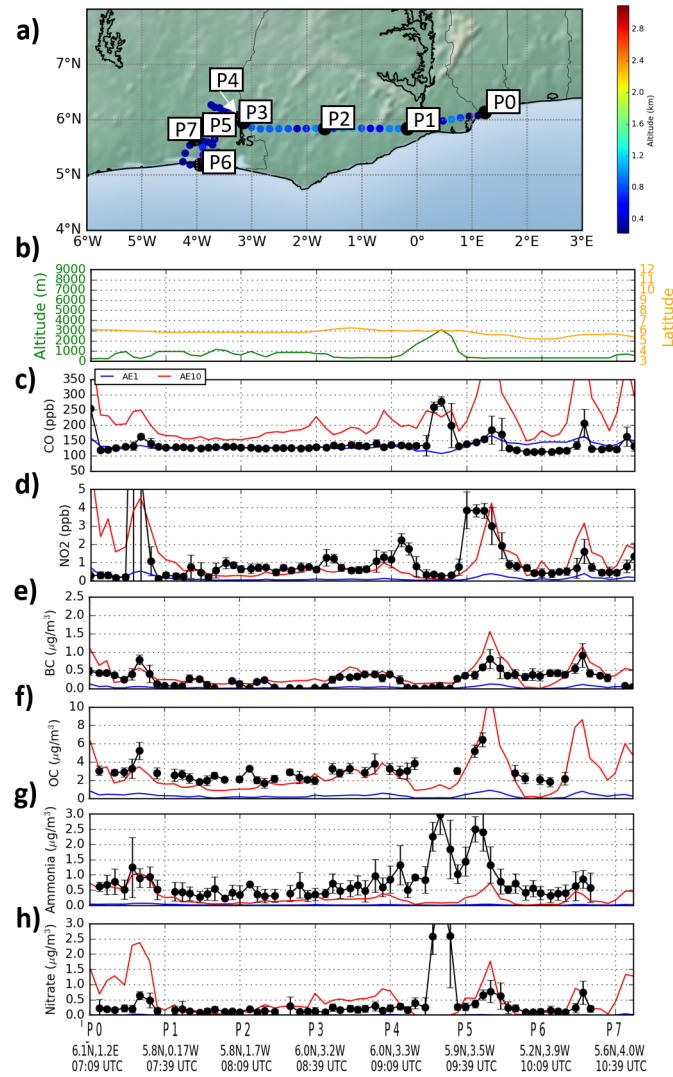 a)
7°N
6°N
5°N
4°N
P4
P3
P0
P7
P5
P2
P1
P6
S
6°W 5°W 4°W 3°W 2°W 1°W 0° 1°E 2°E 3°E
2.8
2.4
2.0
1.6
1.2
0.8
0.4
Altitude (km)
b)
Altitude (m)
9000
8000
7000
6000
5000
4000
3000
2000
1000
0
12
11
10
9
8
7
6
5
4
3
Latitude
c)
AE1 AE10
CO (ppb)
350
300
250
200
150
100
50
d)
NO2 (ppb)
5
4
3
2
1
0
e)
BC (µg/m³)
2.5
2.0
1.5
1.0
0.5
0.0
f)
OC (µg/m³)
10
8
6
4
2
0
g)
Ammonia (µg/m³)
3.0
2.5
2.0
1.5
1.0
0.5
0.0
h)
Nitrate (µg/m³)
3.0
2.5
2.0
1.5
1.0
0.5
0.0
P0 P1 P2 P3 P4 P5 P6 P7
6.1N,1.2E 5.8N,0.17W 5.8N,1.7W 6.0N,3.2W 6.0N,3.3W 5.9N,3.5W 5.2N,3.9W 5.6N,4.0W
07:09 UTC 07:39 UTC 08:09 UTC 08:39 UTC 09:09 UTC 09:39 UTC 10:09 UTC 10:39 UTC